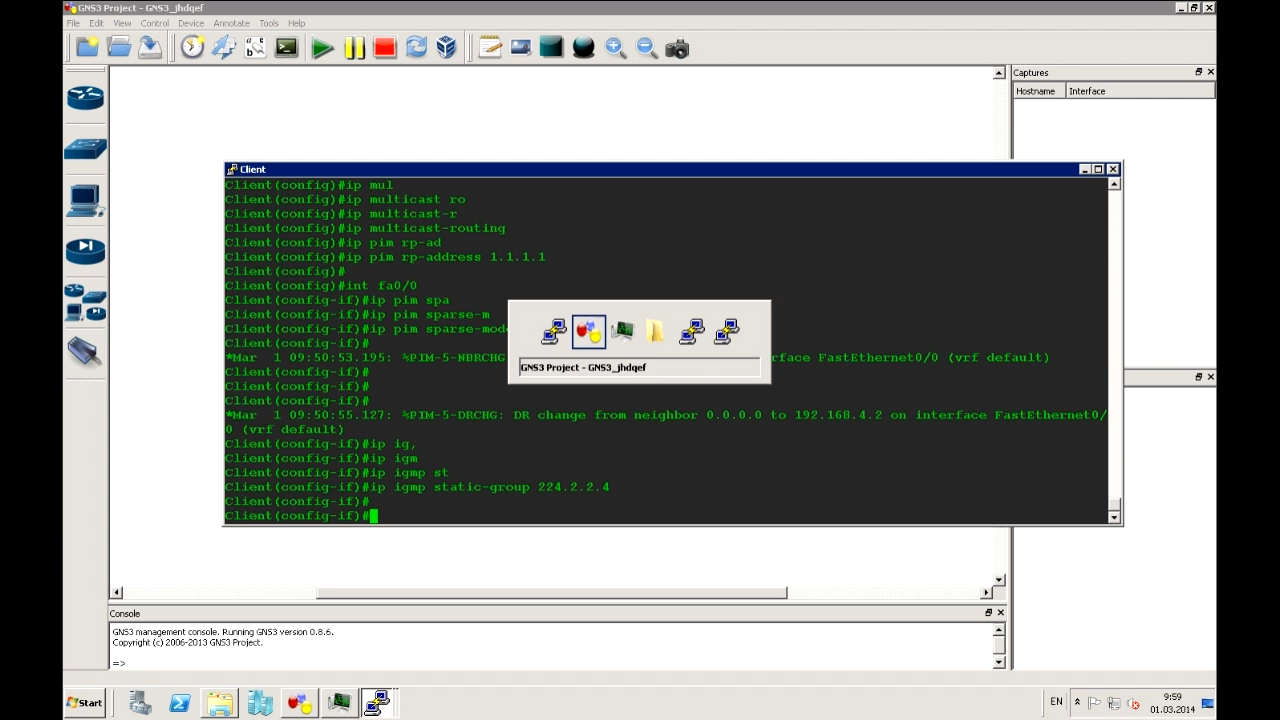 GNS3 Project - GNS3_jhdqef
File Edit View Control Device Annotate Tools Help
Captures
Hostname Interface
Client
Client(config)#ip mul
Client(config)#ip multicast ro
Client(config)#ip multicast-r
Client(config)#ip multicast-routing
Client(config)#ip pim rp-ad
Client(config)#ip pim rp-address 1.1.1.1
Client(config)#
Client(config)#int fa0/0
Client(config-if)#ip pim spa
Client(config-if)#ip pim sparse-m
Client(config-if)#ip pim sparse-mod
Client(config-if)#
*Mar 1 09:50:53.195: %PIM-5-NBRCHG: rface FastEthernet0/0 (vrf default)
Client(config-if)#
Client(config-if)#
Client(config-if)#
*Mar 1 09:50:55.127: %PIM-5-DRCHG: DR change from neighbor 0.0.0.0 to 192.168.4.2 on interface FastEthernet0/
0 (vrf default)
Client(config-if)#ip ig,
Client(config-if)#ip igm
Client(config-if)#ip igmp st
Client(config-if)#ip igmp static-group 224.2.2.4
Client(config-if)#
Client(config-if)#
GNS3 Project - GNS3_jhdqef
Console
GNS3 management console. Running GNS3 version 0.8.6.
Copyright (c) 2006-2013 GNS3 Project.
=>
Start
EN
9:59
01.03.2014